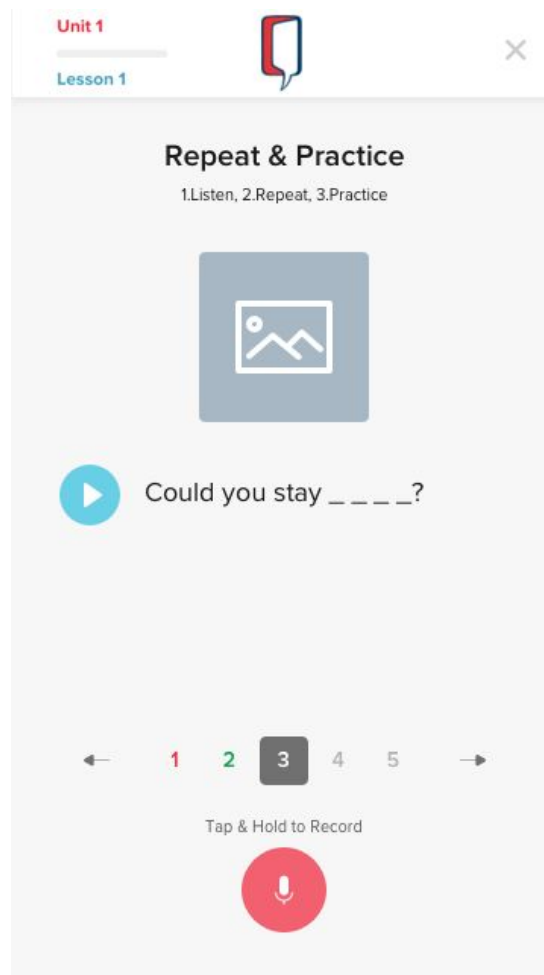 Unit 1
Lesson 1
Repeat & Practice
1.Listen, 2.Repeat, 3.Practice
Could you stay _ _ _ _?
1 2 3 4 5
Tap & Hold to Record